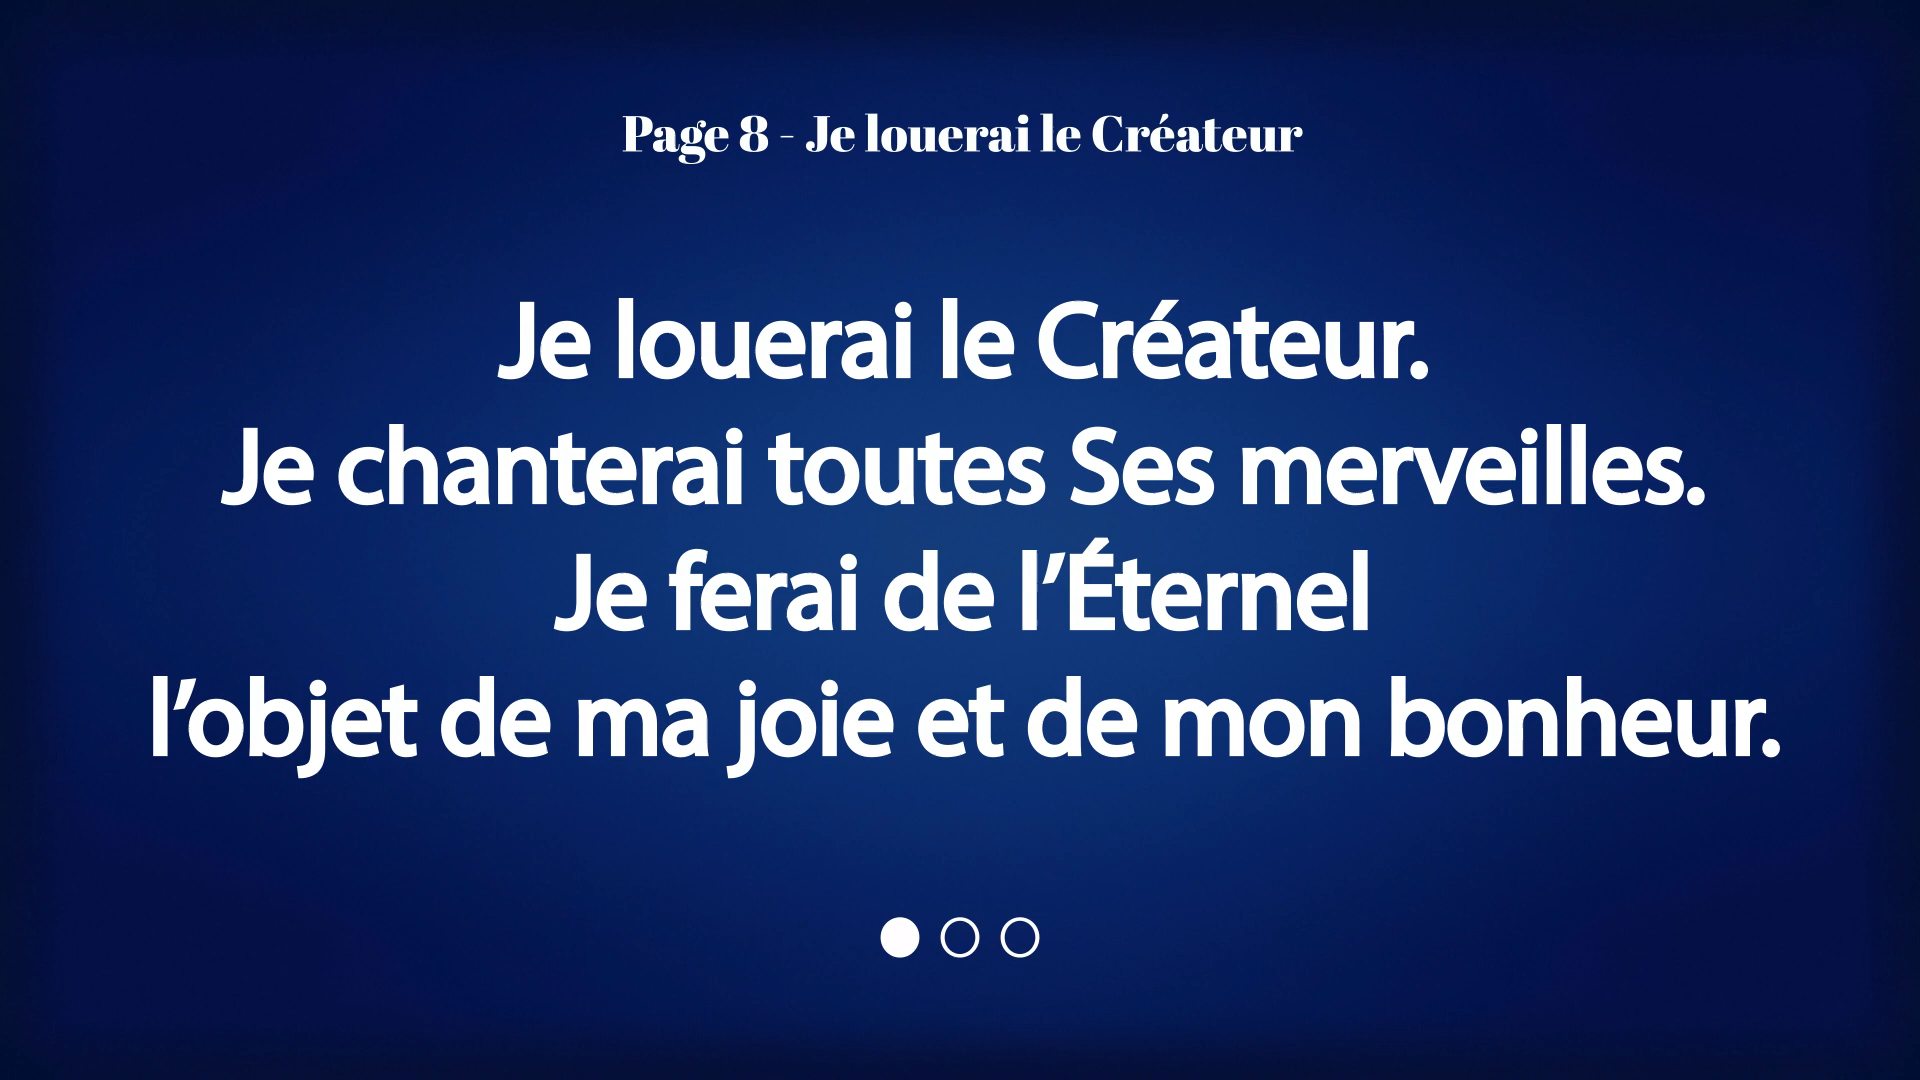 Page 8 - Je louerai le Créateur
Je louerai le Créateur.
Je chanterai toutes Ses merveilles.
Je ferai de l’Éternel
l’objet de ma joie et de mon bonheur.